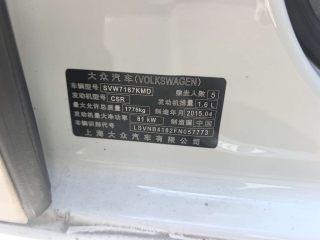 大众汽车(VOLKSWAGEN)
车辆型号 SVW7167KMD 乘坐人数 5
发动机型号 CSR 发动机排量 1.6 L
最大允许总质量 1775kg 制造年月 2015.04
发动机最大净功率 81 kW 制造国 中国
车辆识别代号 LSVNB4182FN057773
上海大众汽车有限公司